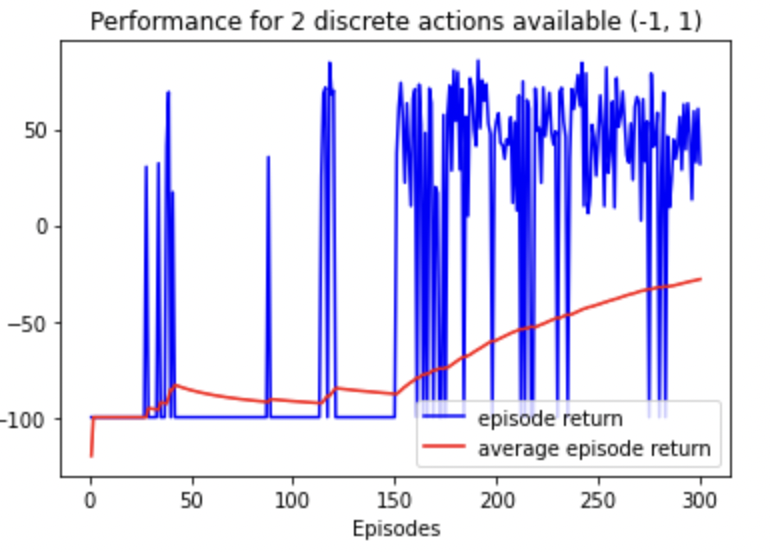 Performance for 2 discrete actions available (-1, 1)
50
0
−50
−100
episode return
average episode return
0 50 100 150 200 250 300
Episodes